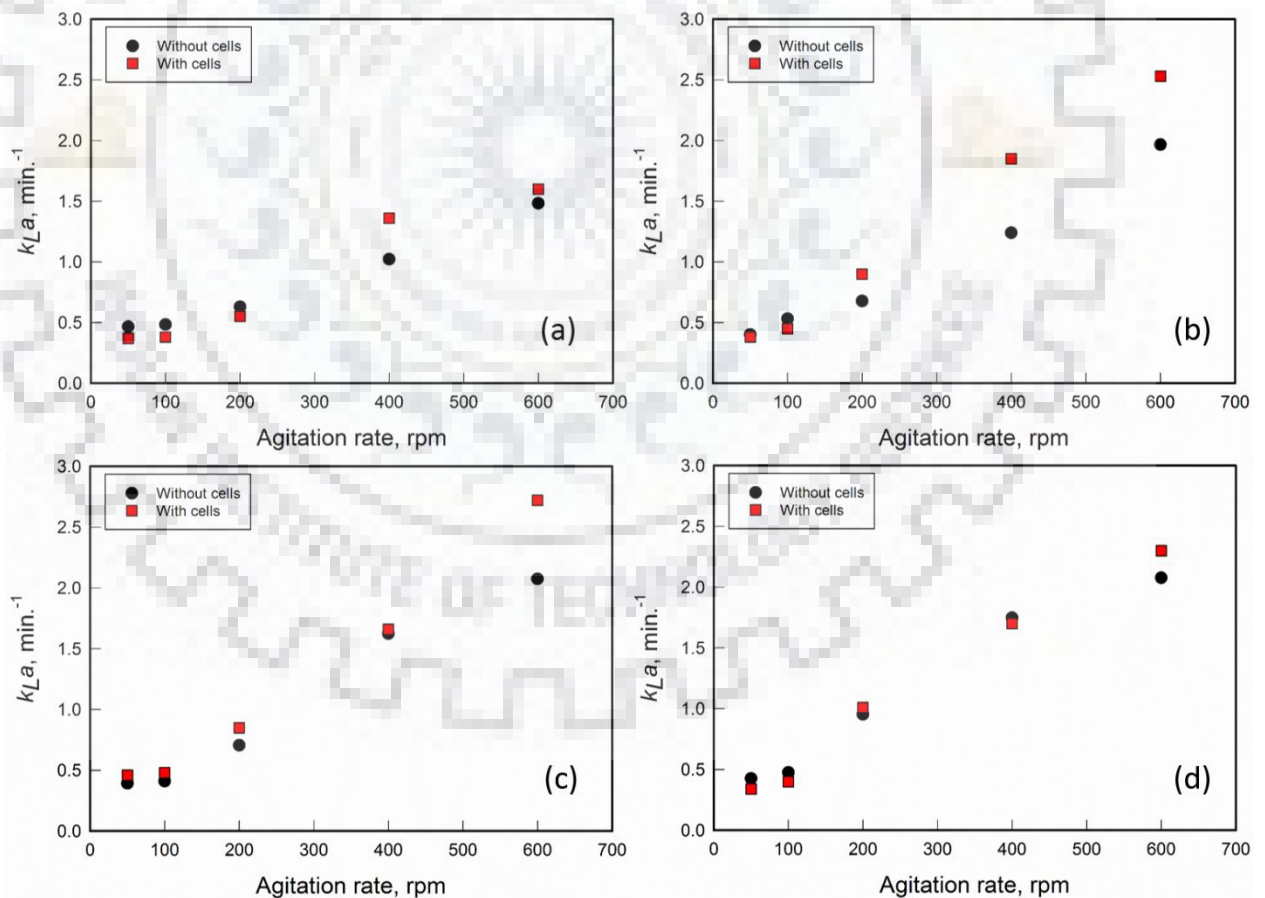 3.0
Without cells
With cells
2.5
2.0
1.5
1.0
0.5
0.0
kLa, min.⁻¹
(a)
0 100 200 300 400 500 600 700
Agitation rate, rpm
3.0
Without cells
With cells
2.5
2.0
1.5
1.0
0.5
0.0
kLa, min.⁻¹
(b)
0 100 200 300 400 500 600 700
Agitation rate, rpm
3.0
Without cells
With cells
2.5
2.0
1.5
1.0
0.5
0.0
kLa, min.⁻¹
(c)
0 100 200 300 400 500 600 700
Agitation rate, rpm
3.0
Without cells
With cells
2.5
2.0
1.5
1.0
0.5
0.0
kLa, min.⁻¹
(d)
0 100 200 300 400 500 600 700
Agitation rate, rpm